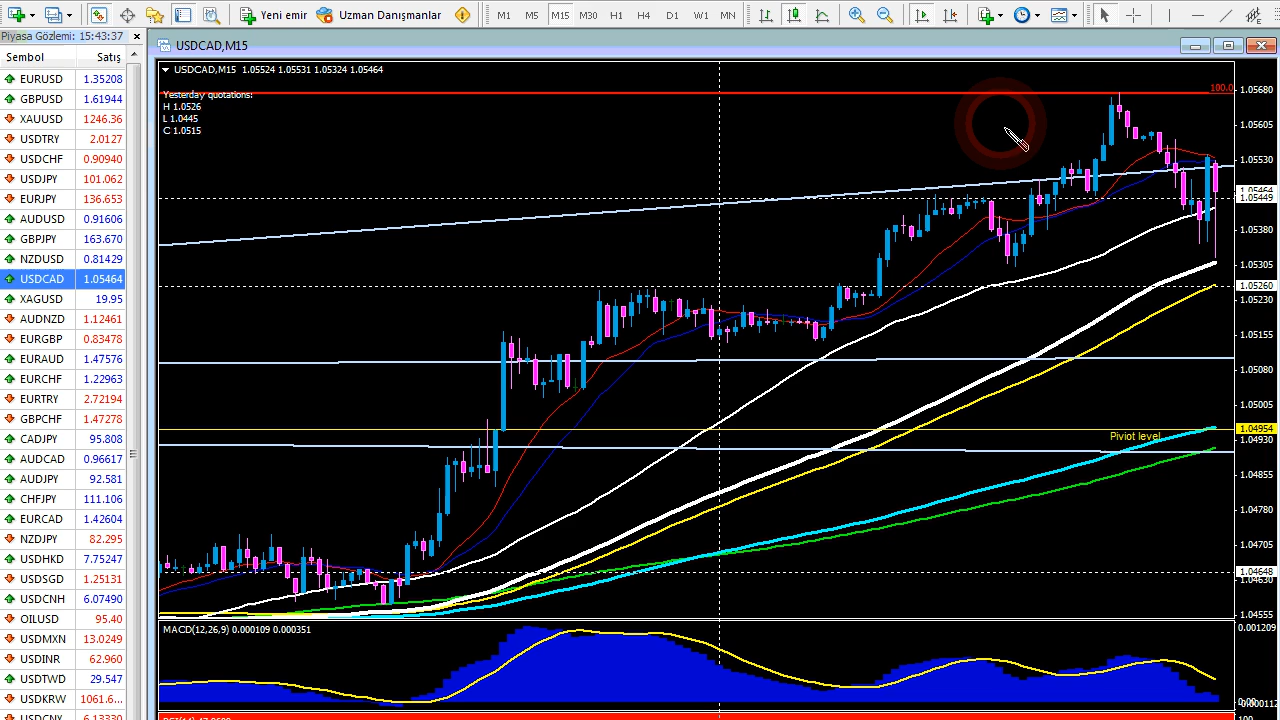 Yeni emir Uzman Danışmanlar M1 M5 M15 M30 H1 H4 D1 W1 MN
Piyasa Gözlemi: 15:43:37
USDCAD,M15
Sembol Satış
EURUSD 1.35208
GBPUSD 1.61944
XAUUSD 1246.36
USDTRY 2.0127
USDCHF 0.90940
USDJPY 101.062
EURJPY 136.653
AUDUSD 0.91606
GBPJPY 163.670
NZDUSD 0.81429
USDCAD 1.05464
XAGUSD 19.95
AUDNZD 1.12461
EURGBP 0.83478
EURAUD 1.47576
EURCHF 1.22963
EURTRY 2.72194
GBPCHF 1.47278
CADJPY 95.808
AUDCAD 0.96617
AUDJPY 92.581
CHFJPY 111.106
EURCAD 1.42604
NZDJPY 82.295
USDHKD 7.75247
USDSGD 1.25131
USDCNH 6.07490
OILUSD 95.40
USDMXN 13.0249
USDINR 62.960
USDTWD 29.547
USDKRW 1061.6...
USDCNY 6.13330
USDCAD,M15 1.05524 1.05531 1.05324 1.05464
Yesterday quotations:
H 1.0526
L 1.0445
C 1.0515
100.0
Piviot level
1.05680
1.05605
1.05530
1.05464
1.05449
1.05380
1.05305
1.05260
1.05230
1.05155
1.05080
1.05005
1.04954
1.04930
1.04855
1.04780
1.04705
1.04648
1.04630
1.04555
MACD(12,26,9) 0.000109 0.000351
0.001209
100